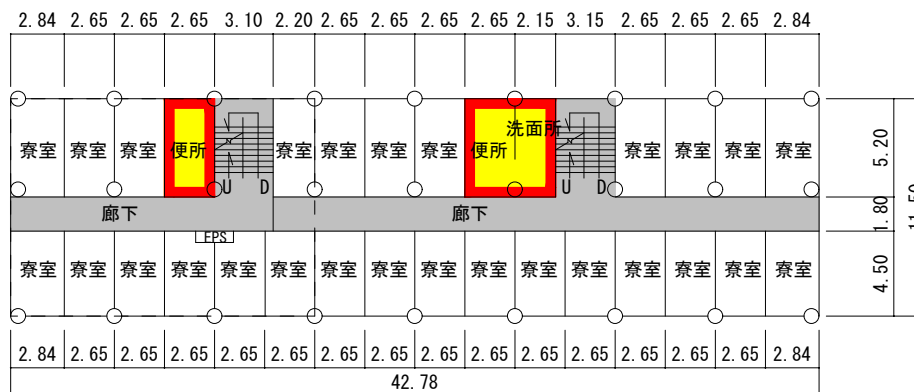 2.84 2.65 2.65 2.65 3.10 2.20 2.65 2.65 2.65 2.65 2.15 3.15 2.65 2.65 2.65 2.84
洗面所
寮室 寮室 寮室 便所 寮室 寮室 寮室 寮室 便所 寮室 寮室 寮室 寮室
5.20
U D U D
廊下 廊下
1.80
11.50
EPS
寮室 寮室 寮室 寮室 寮室 寮室 寮室 寮室 寮室 寮室 寮室 寮室 寮室 寮室 寮室 寮室
4.50
2.84 2.65 2.65 2.65 2.65 2.65 2.65 2.65 2.65 2.65 2.65 2.65 2.65 2.65 2.65 2.84
42.78